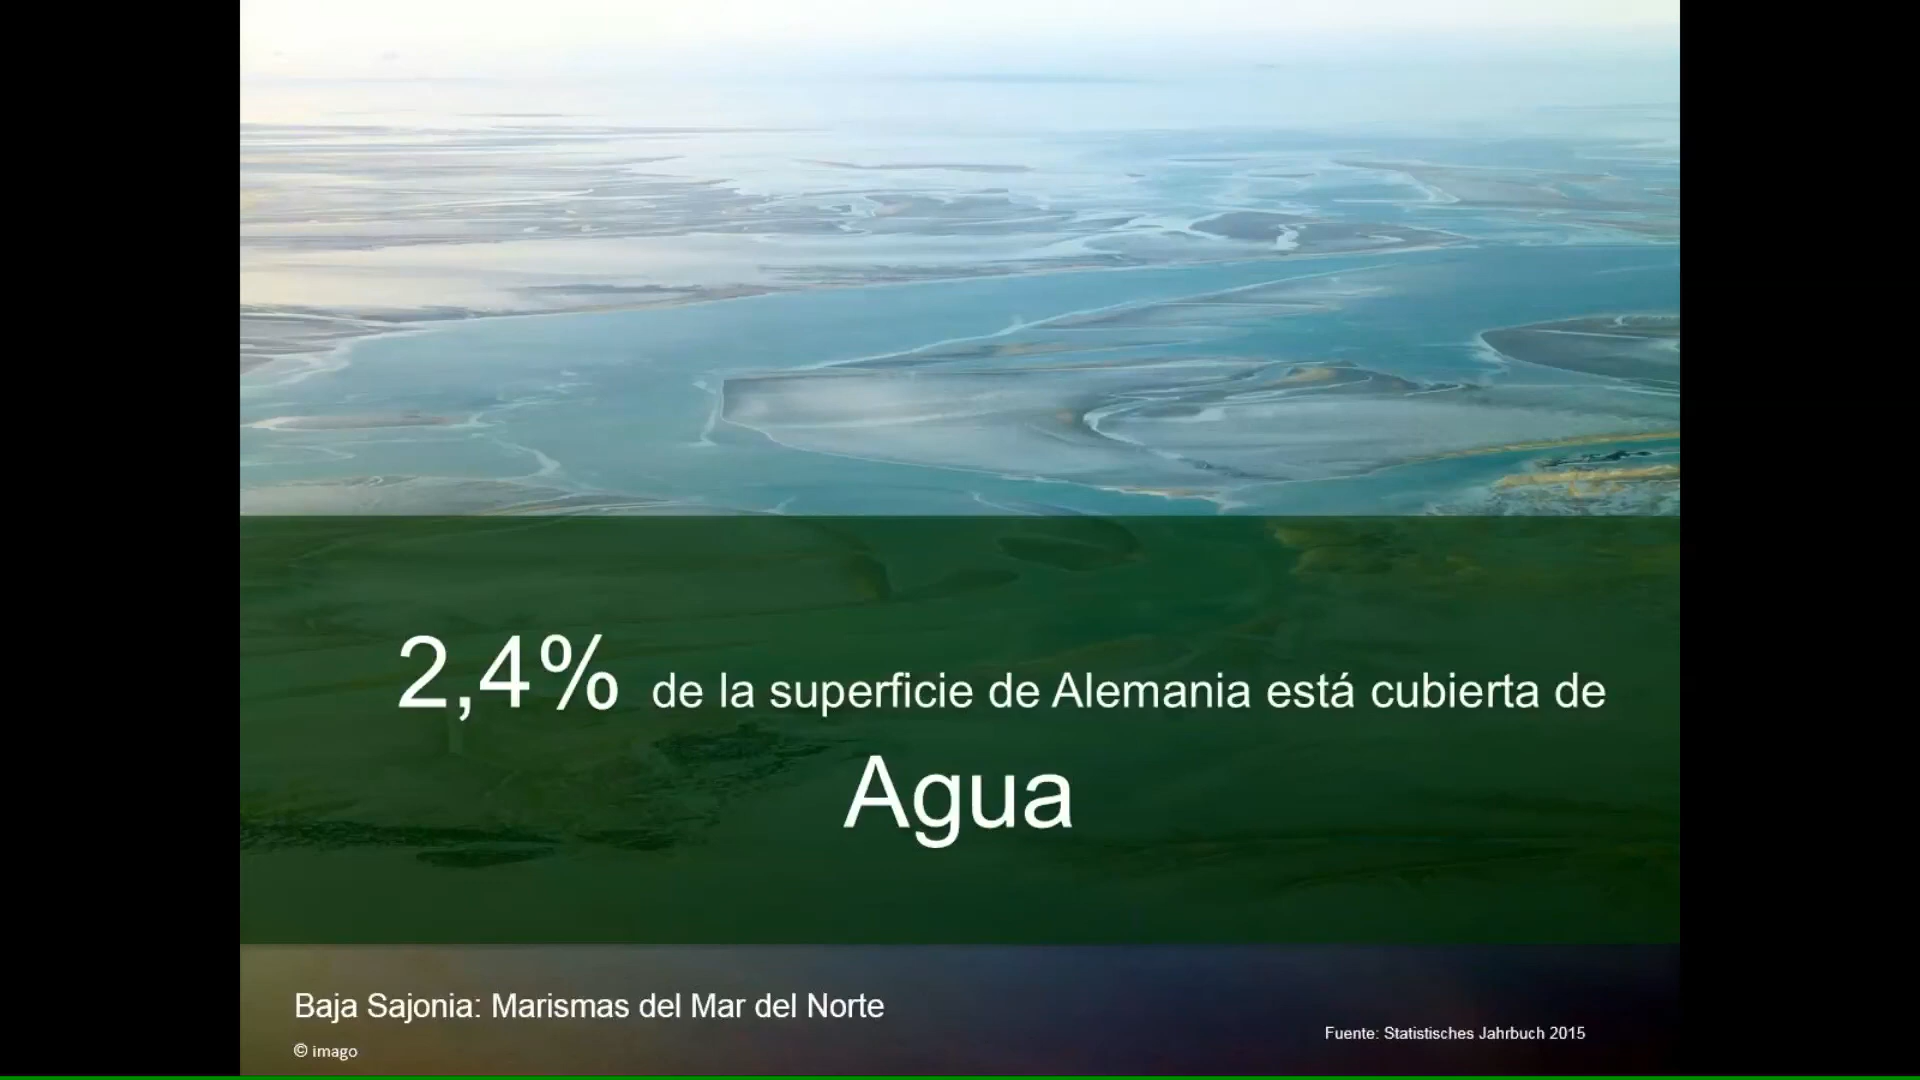 2,4% de la superficie de Alemania está cubierta de
Agua
Baja Sajonia: Marismas del Mar del Norte
Fuente: Statistisches Jahrbuch 2015
© imago